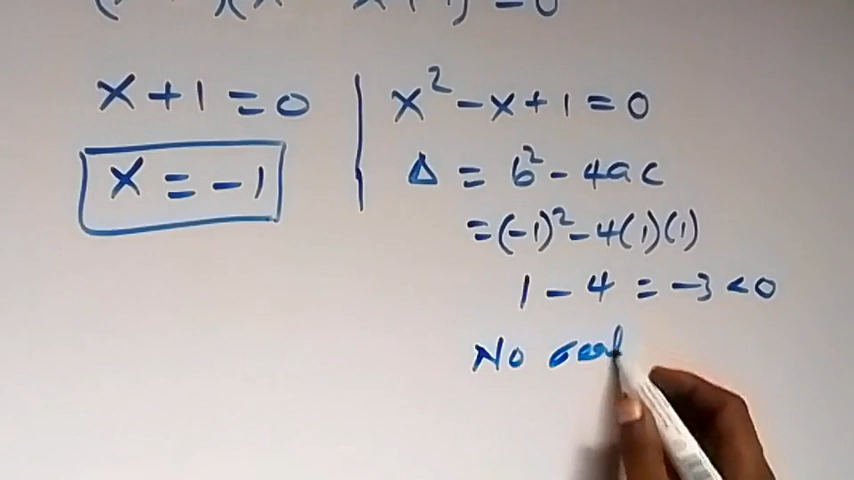 x + 1 = 0
x = -1
x² - x + 1 = 0
Δ = b² - 4ac
= (-1)² - 4(1)(1)
1 - 4 = -3 < 0
No real